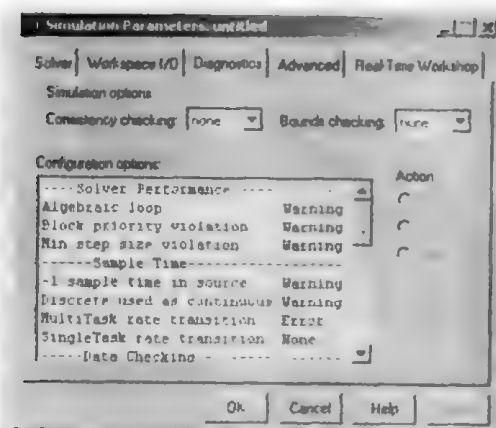 Simulation Parameters: untitled
Solver Workspace I/O Diagnostics Advanced Real-Time Workshop
Simulation options
Consistency checking: none Bounds checking: none
Configuration options:
Action
----Solver Performance ----
Algebraic loop Warning
Block priority violation Warning
Min step size violation Warning
------Sample Time------
-1 sample time in source Warning
Discrete used as continuous Warning
MultiTask rate transition Error
SingleTask rate transition None
-----Data Checking - ----- ------
Ok Cancel Help